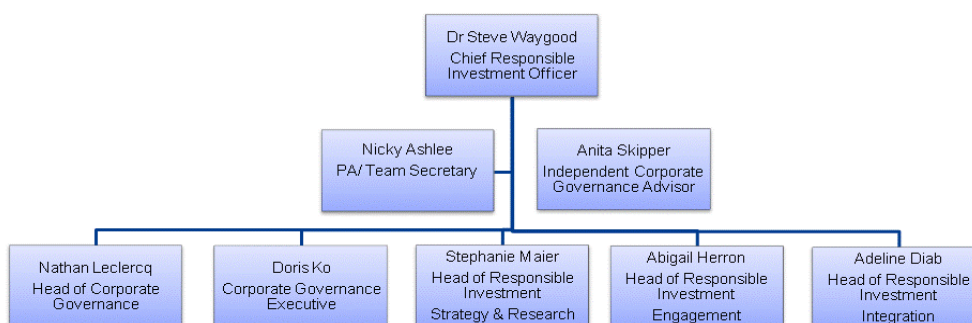 Dr Steve Waygood
Chief Responsible
Investment Officer
Nicky Ashlee
PA/ Team Secretary
Anita Skipper
Independent Corporate
Governance Advisor
Nathan Leclercq
Head of Corporate
Governance
Doris Ko
Corporate Governance
Executive
Stephanie Maier
Head of Responsible
Investment
Strategy & Research
Abigail Herron
Head of Responsible
Investment
Engagement
Adeline Diab
Head of Responsible
Investment
Integration